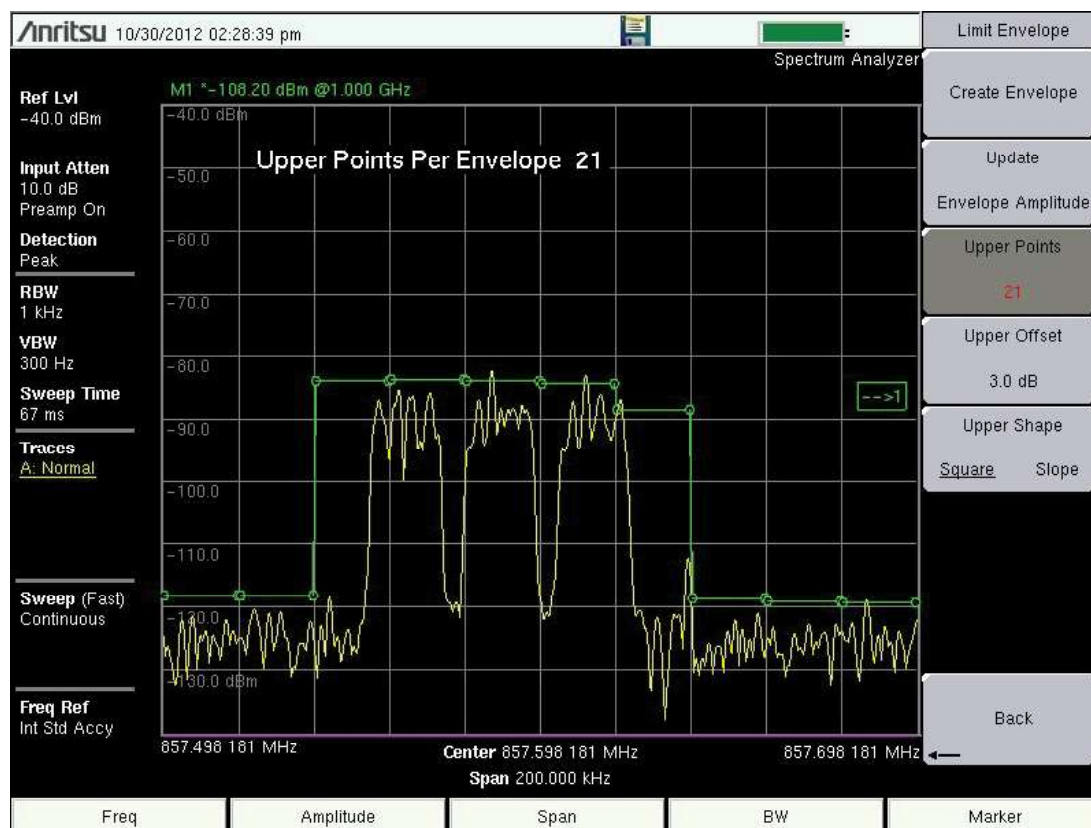 Anritsu 10/30/2012 02:28:39 pm
Spectrum Analyzer
M1 *-108.20 dBm @1.000 GHz
Ref Lvl
-40.0 dBm
Input Atten
10.0 dB
Preamp On
Detection
Peak
RBW
1 kHz
VBW
300 Hz
Sweep Time
67 ms
Traces
A: Normal
Sweep (Fast)
Continuous
Freq Ref
Int Std Accy
-40.0 dBm
Upper Points Per Envelope 21
-50.0
-60.0
-70.0
-80.0
-90.0
-100.0
-110.0
-120.0
-130.0 dBm
-->1
857.498 181 MHz
Center 857.598 181 MHz
857.698 181 MHz
Span 200.000 kHz
Limit Envelope
Create Envelope
Update
Envelope Amplitude
Upper Points
21
Upper Offset
3.0 dB
Upper Shape
Square Slope
Back
Freq Amplitude Span BW Marker